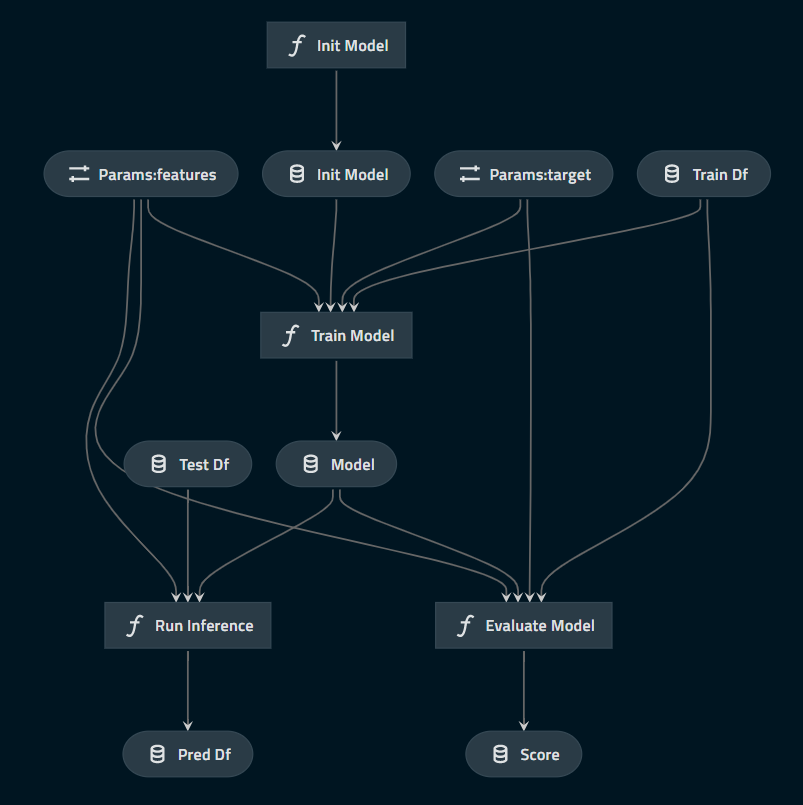 Init Model
Params:features
Init Model
Params:target
Train Df
Train Model
Test Df
Model
Run Inference
Evaluate Model
Pred Df
Score